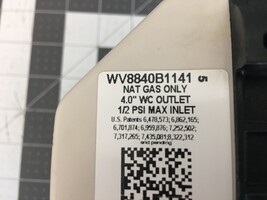 WV8840B1141 5
NAT GAS ONLY
4.0" WC OUTLET
1/2 PSI MAX INLET
U.S. Patents 6,478,573; 6,862,165;
6,701,874; 6,959,876; 7,252,502;
7,317,265; 7,435,081;8,322,312
and pending